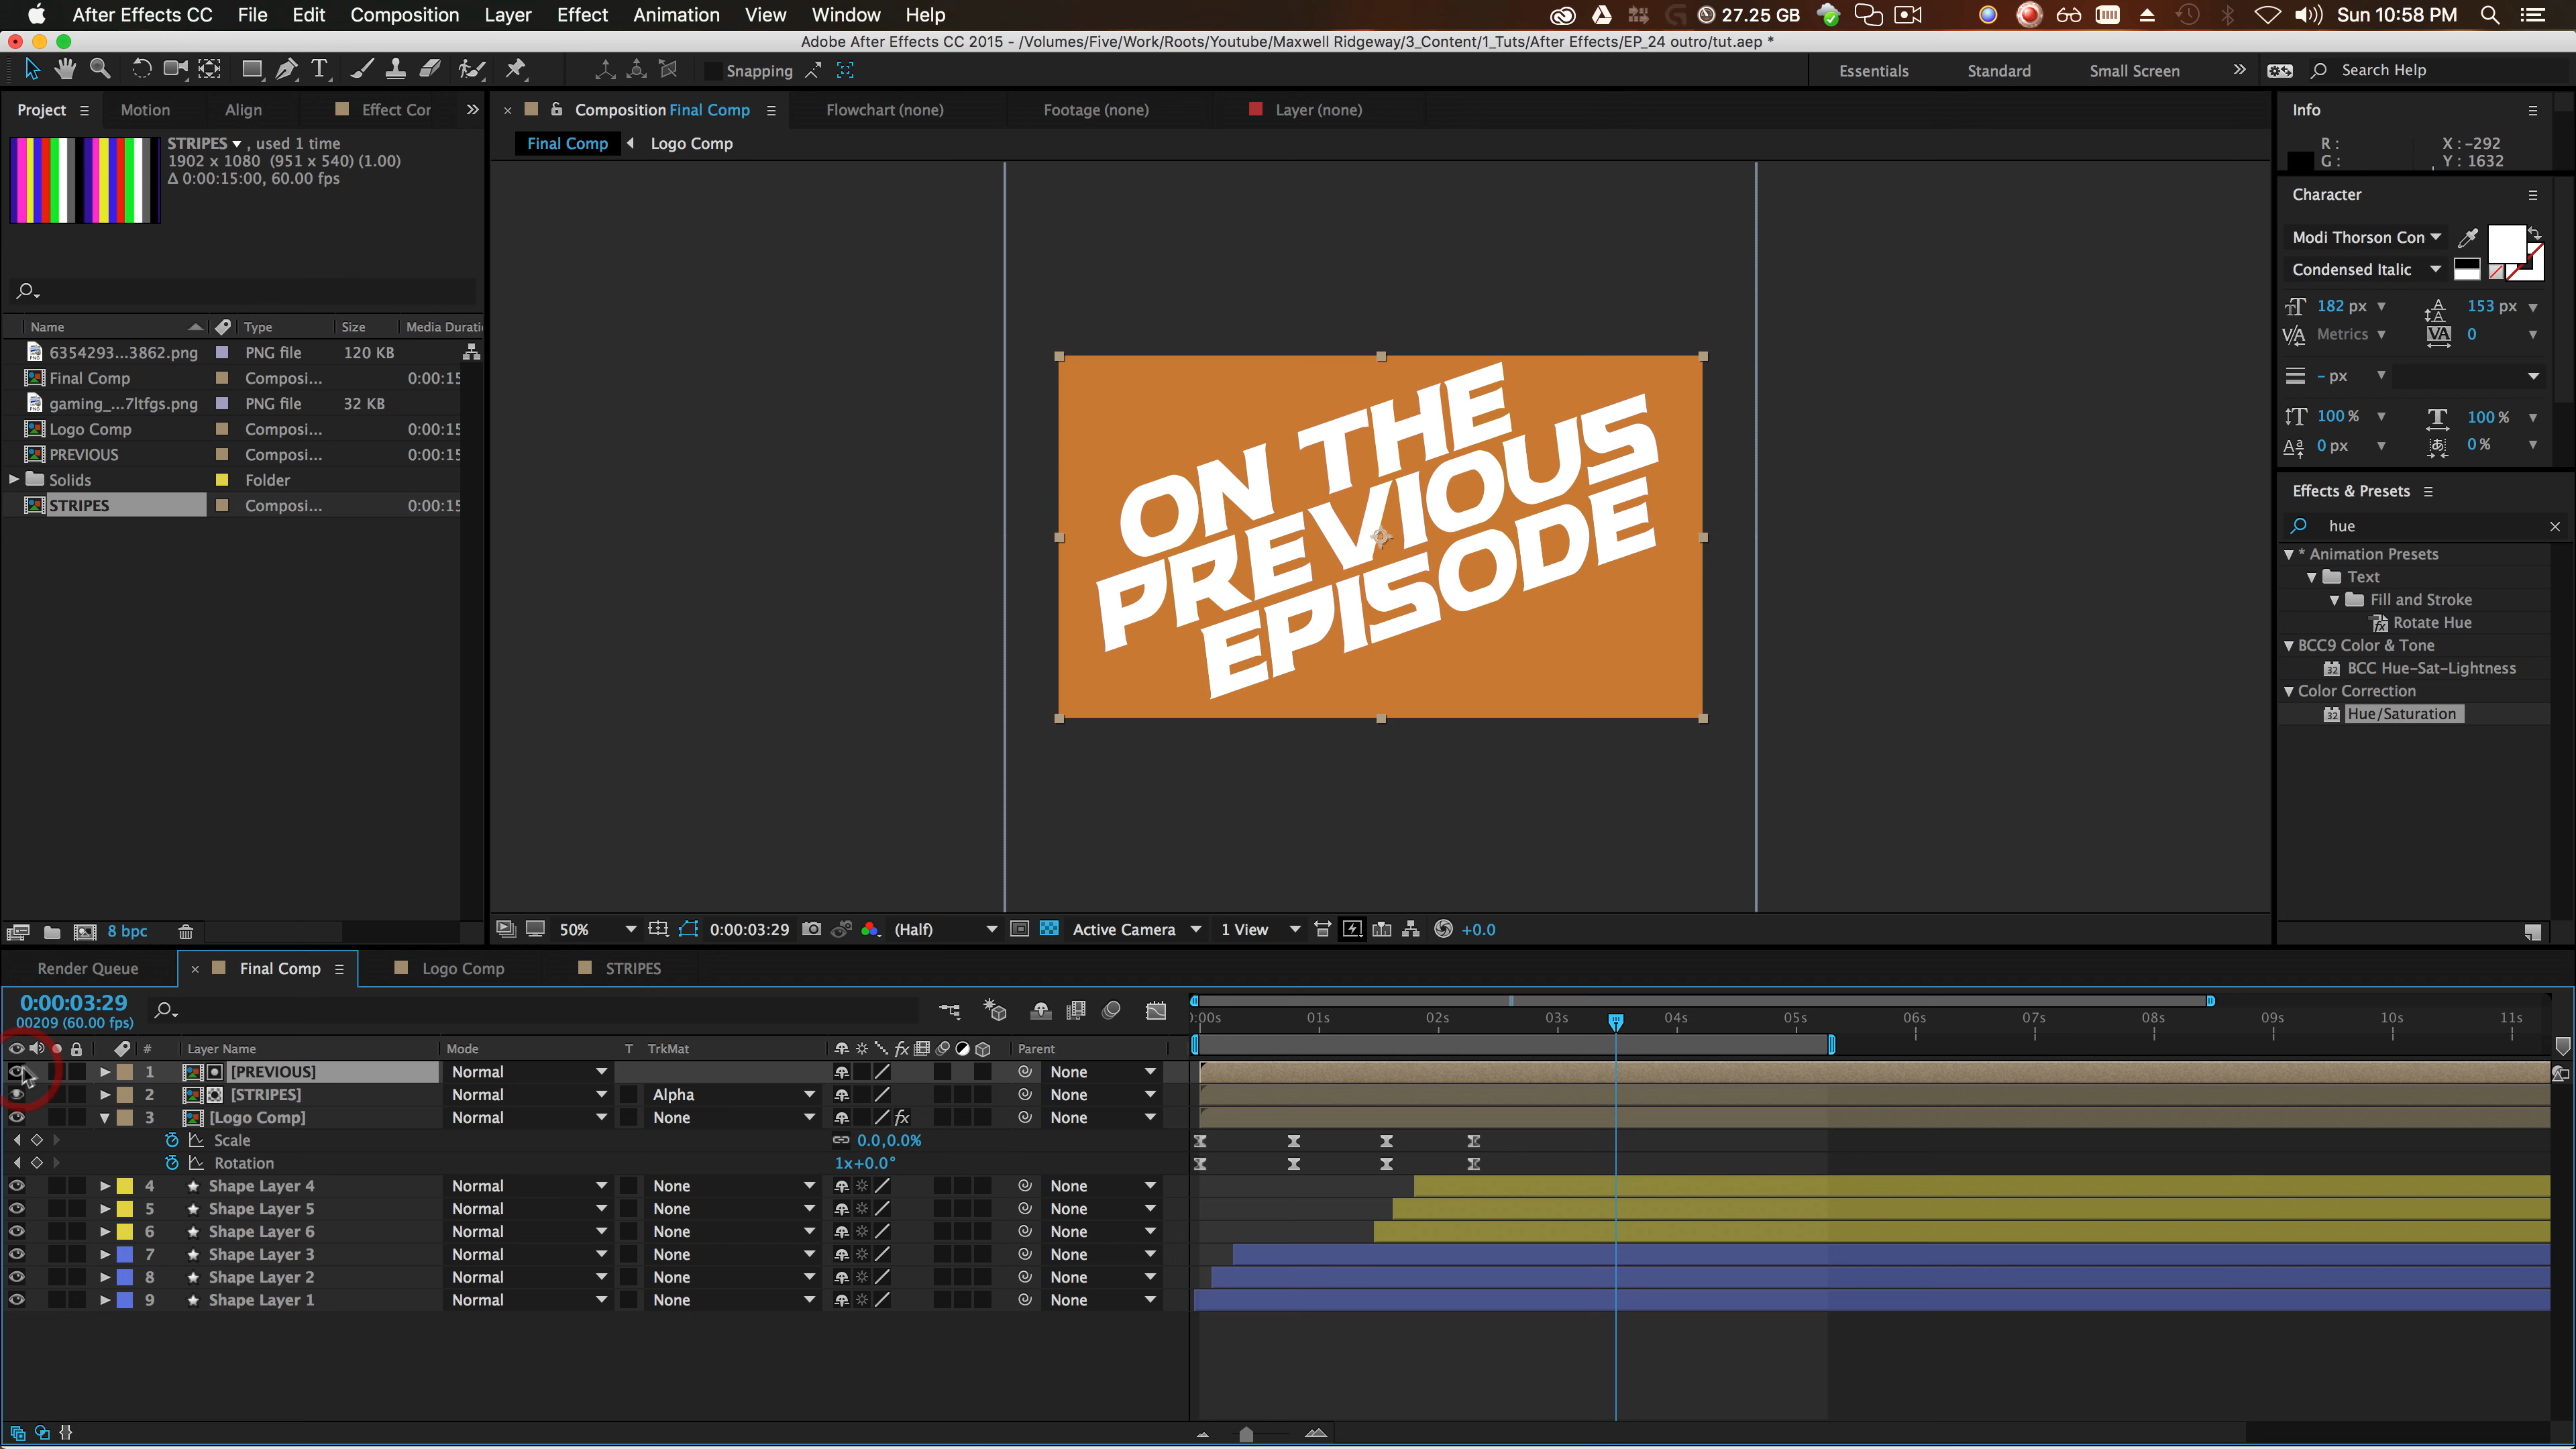 After Effects CC File Edit Composition Layer Effect Animation View Window Help 27.25 GB Sun 10:58 PM
Adobe After Effects CC 2015 - /Volumes/Five/Work/Roots/Youtube/Maxwell Ridgeway/3_Content/1_Tuts/After Effects/EP_24 outro/tut.aep *
Snapping Essentials Standard Small Screen Search Help
Project Motion Align Effect Cor
STRIPES , used 1 time
1902 x 1080 (951 x 540) (1.00)
Δ 0:00:15:00, 60.00 fps
Name Type Size Media Durati
6354293...3862.png PNG file 120 KB
Final Comp Composi... 0:00:15
gaming_...7ltfgs.png PNG file 32 KB
Logo Comp Composi... 0:00:15
PREVIOUS Composi... 0:00:15
Solids Folder
STRIPES Composi... 0:00:15
8 bpc
Composition Final Comp Flowchart (none) Footage (none) Layer (none)
Final Comp Logo Comp
ON THE
PREVIOUS
EPISODE
50% 0:00:03:29 (Half) Active Camera 1 View +0.0
Info
R : X : -292
G : Y : 1632
Character
Modi Thorson Con
Condensed Italic
182 px 153 px
Metrics 0
- px
100 % 100 %
0 px 0 %
Effects & Presets
hue
* Animation Presets
Text
Fill and Stroke
Rotate Hue
BCC9 Color & Tone
BCC Hue-Sat-Lightness
Color Correction
Hue/Saturation
Render Queue Final Comp Logo Comp STRIPES
0:00:03:29
00209 (60.00 fps)
):00s 01s 02s 03s 04s 05s 06s 07s 08s 09s 10s 11s
# Layer Name Mode T TrkMat fx Parent
1 [PREVIOUS] Normal None
2 [STRIPES] Normal Alpha None
3 [Logo Comp] Normal None fx None
Scale 0.0,0.0%
Rotation 1x+0.0°
4 Shape Layer 4 Normal None None
5 Shape Layer 5 Normal None None
6 Shape Layer 6 Normal None None
7 Shape Layer 3 Normal None None
8 Shape Layer 2 Normal None None
9 Shape Layer 1 Normal None None